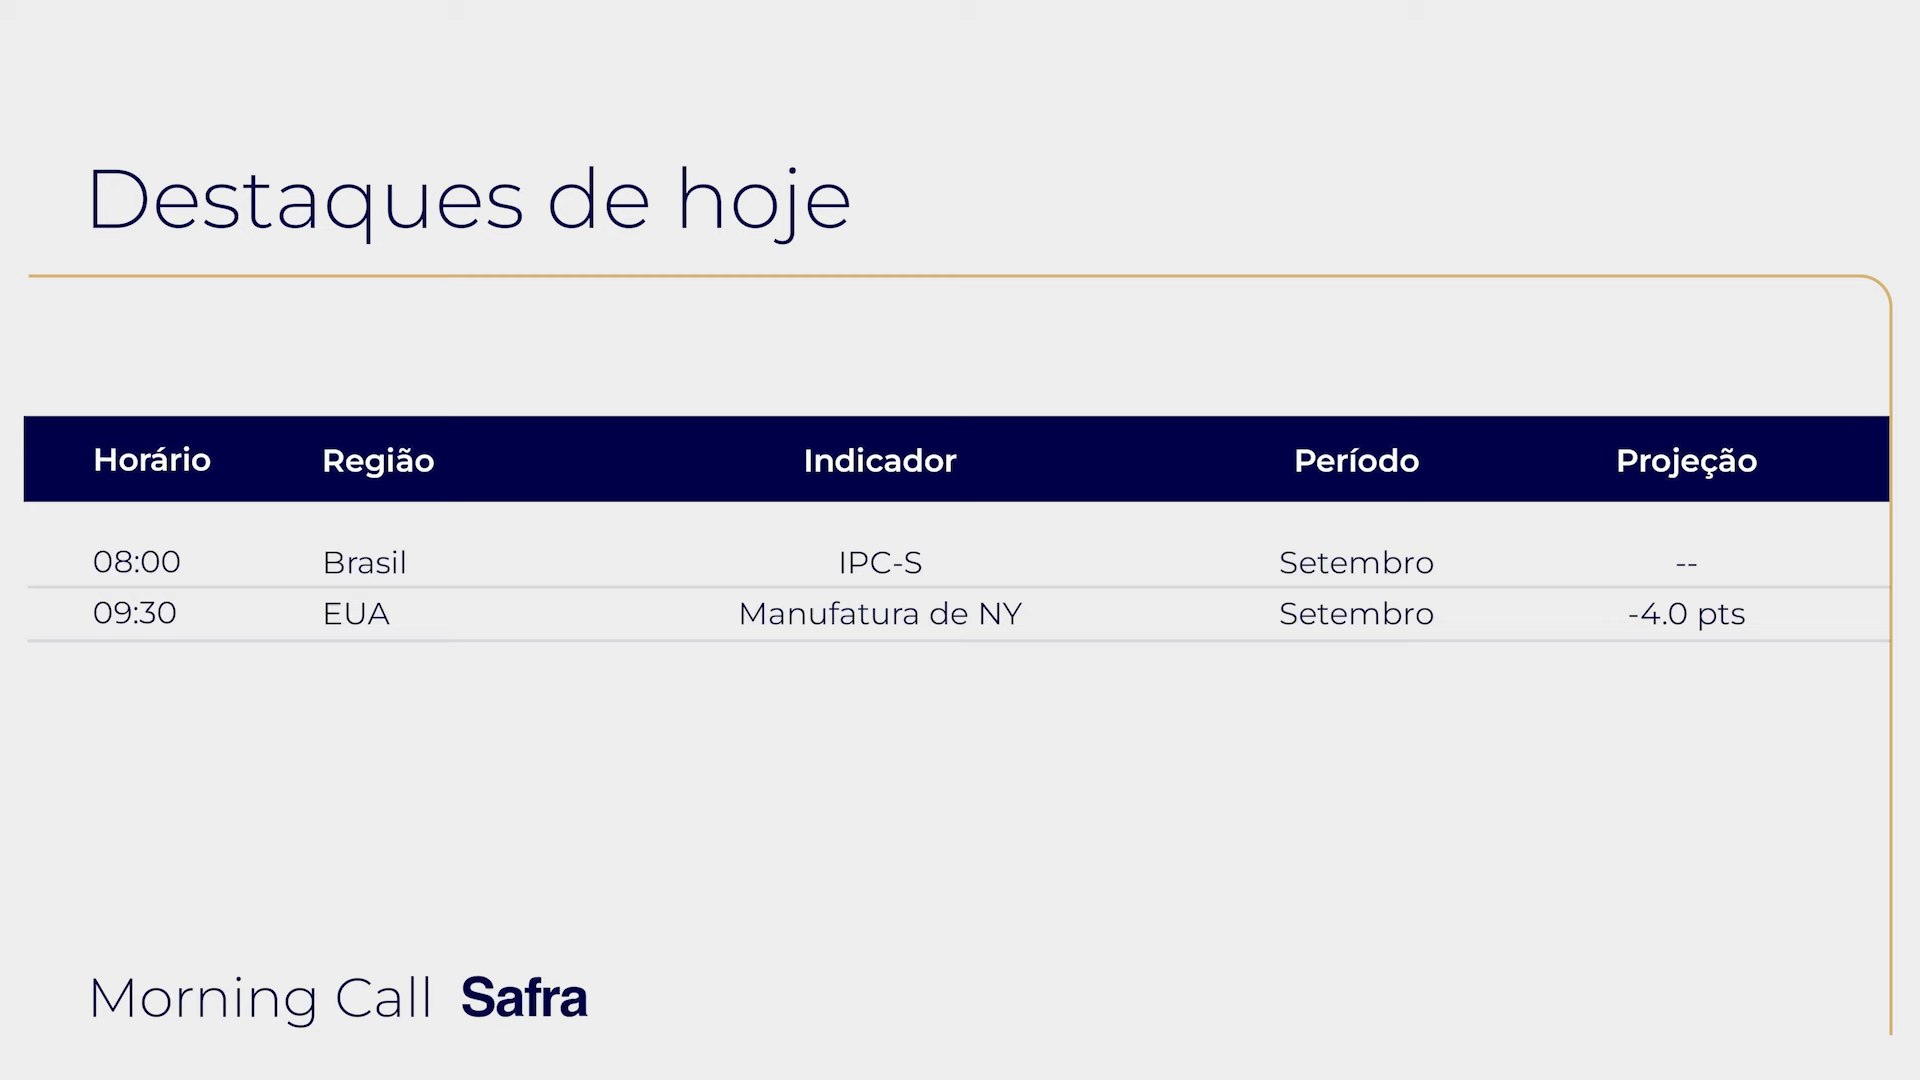 Destaques de hoje
Horário Região Indicador Período Projeção
08:00 Brasil IPC-S Setembro --
09:30 EUA Manufatura de NY Setembro -4.0 pts
Morning Call Safra